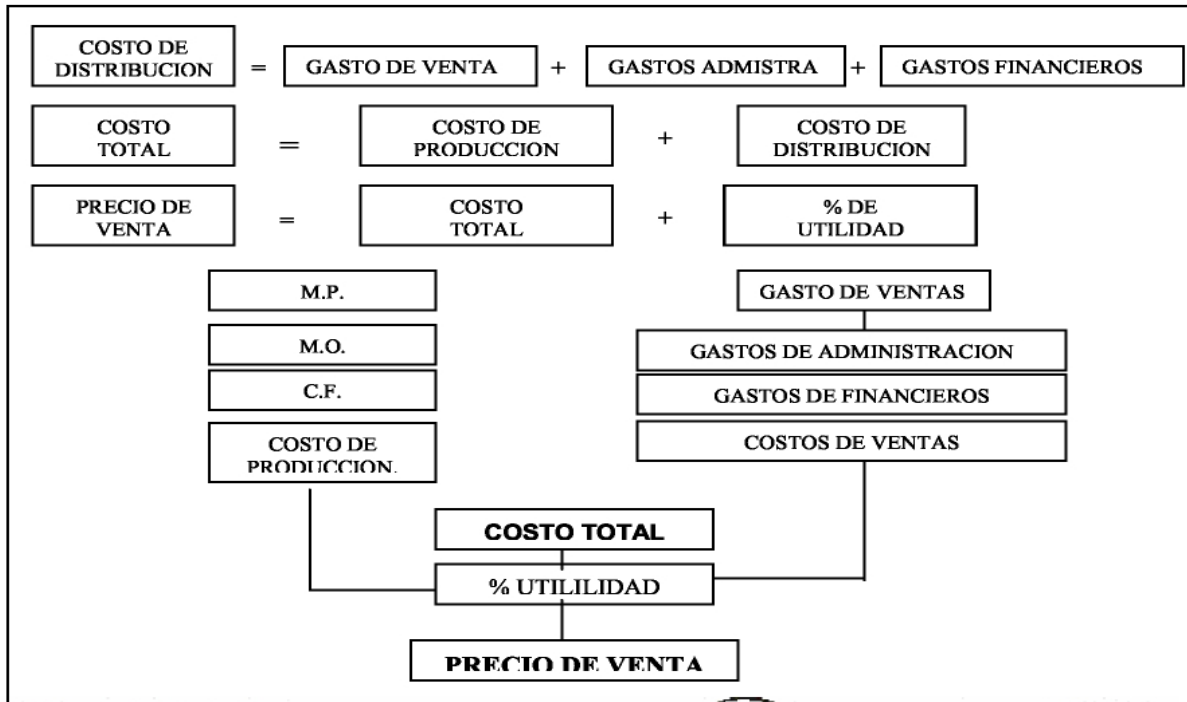 COSTO DE
DISTRIBUCION = GASTO DE VENTA + GASTOS ADMISTRA + GASTOS FINANCIEROS
COSTO
TOTAL
=
COSTO DE
PRODUCCION
+
COSTO DE
DISTRIBUCION
PRECIO DE
VENTA
=
COSTO
TOTAL
+
% DE
UTILIDAD
M.P.
M.O.
C.F.
COSTO DE
PRODUCCION.
GASTO DE VENTAS
GASTOS DE ADMINISTRACION
GASTOS DE FINANCIEROS
COSTOS DE VENTAS
COSTO TOTAL
% UTILILIDAD
PRECIO DE VENTA